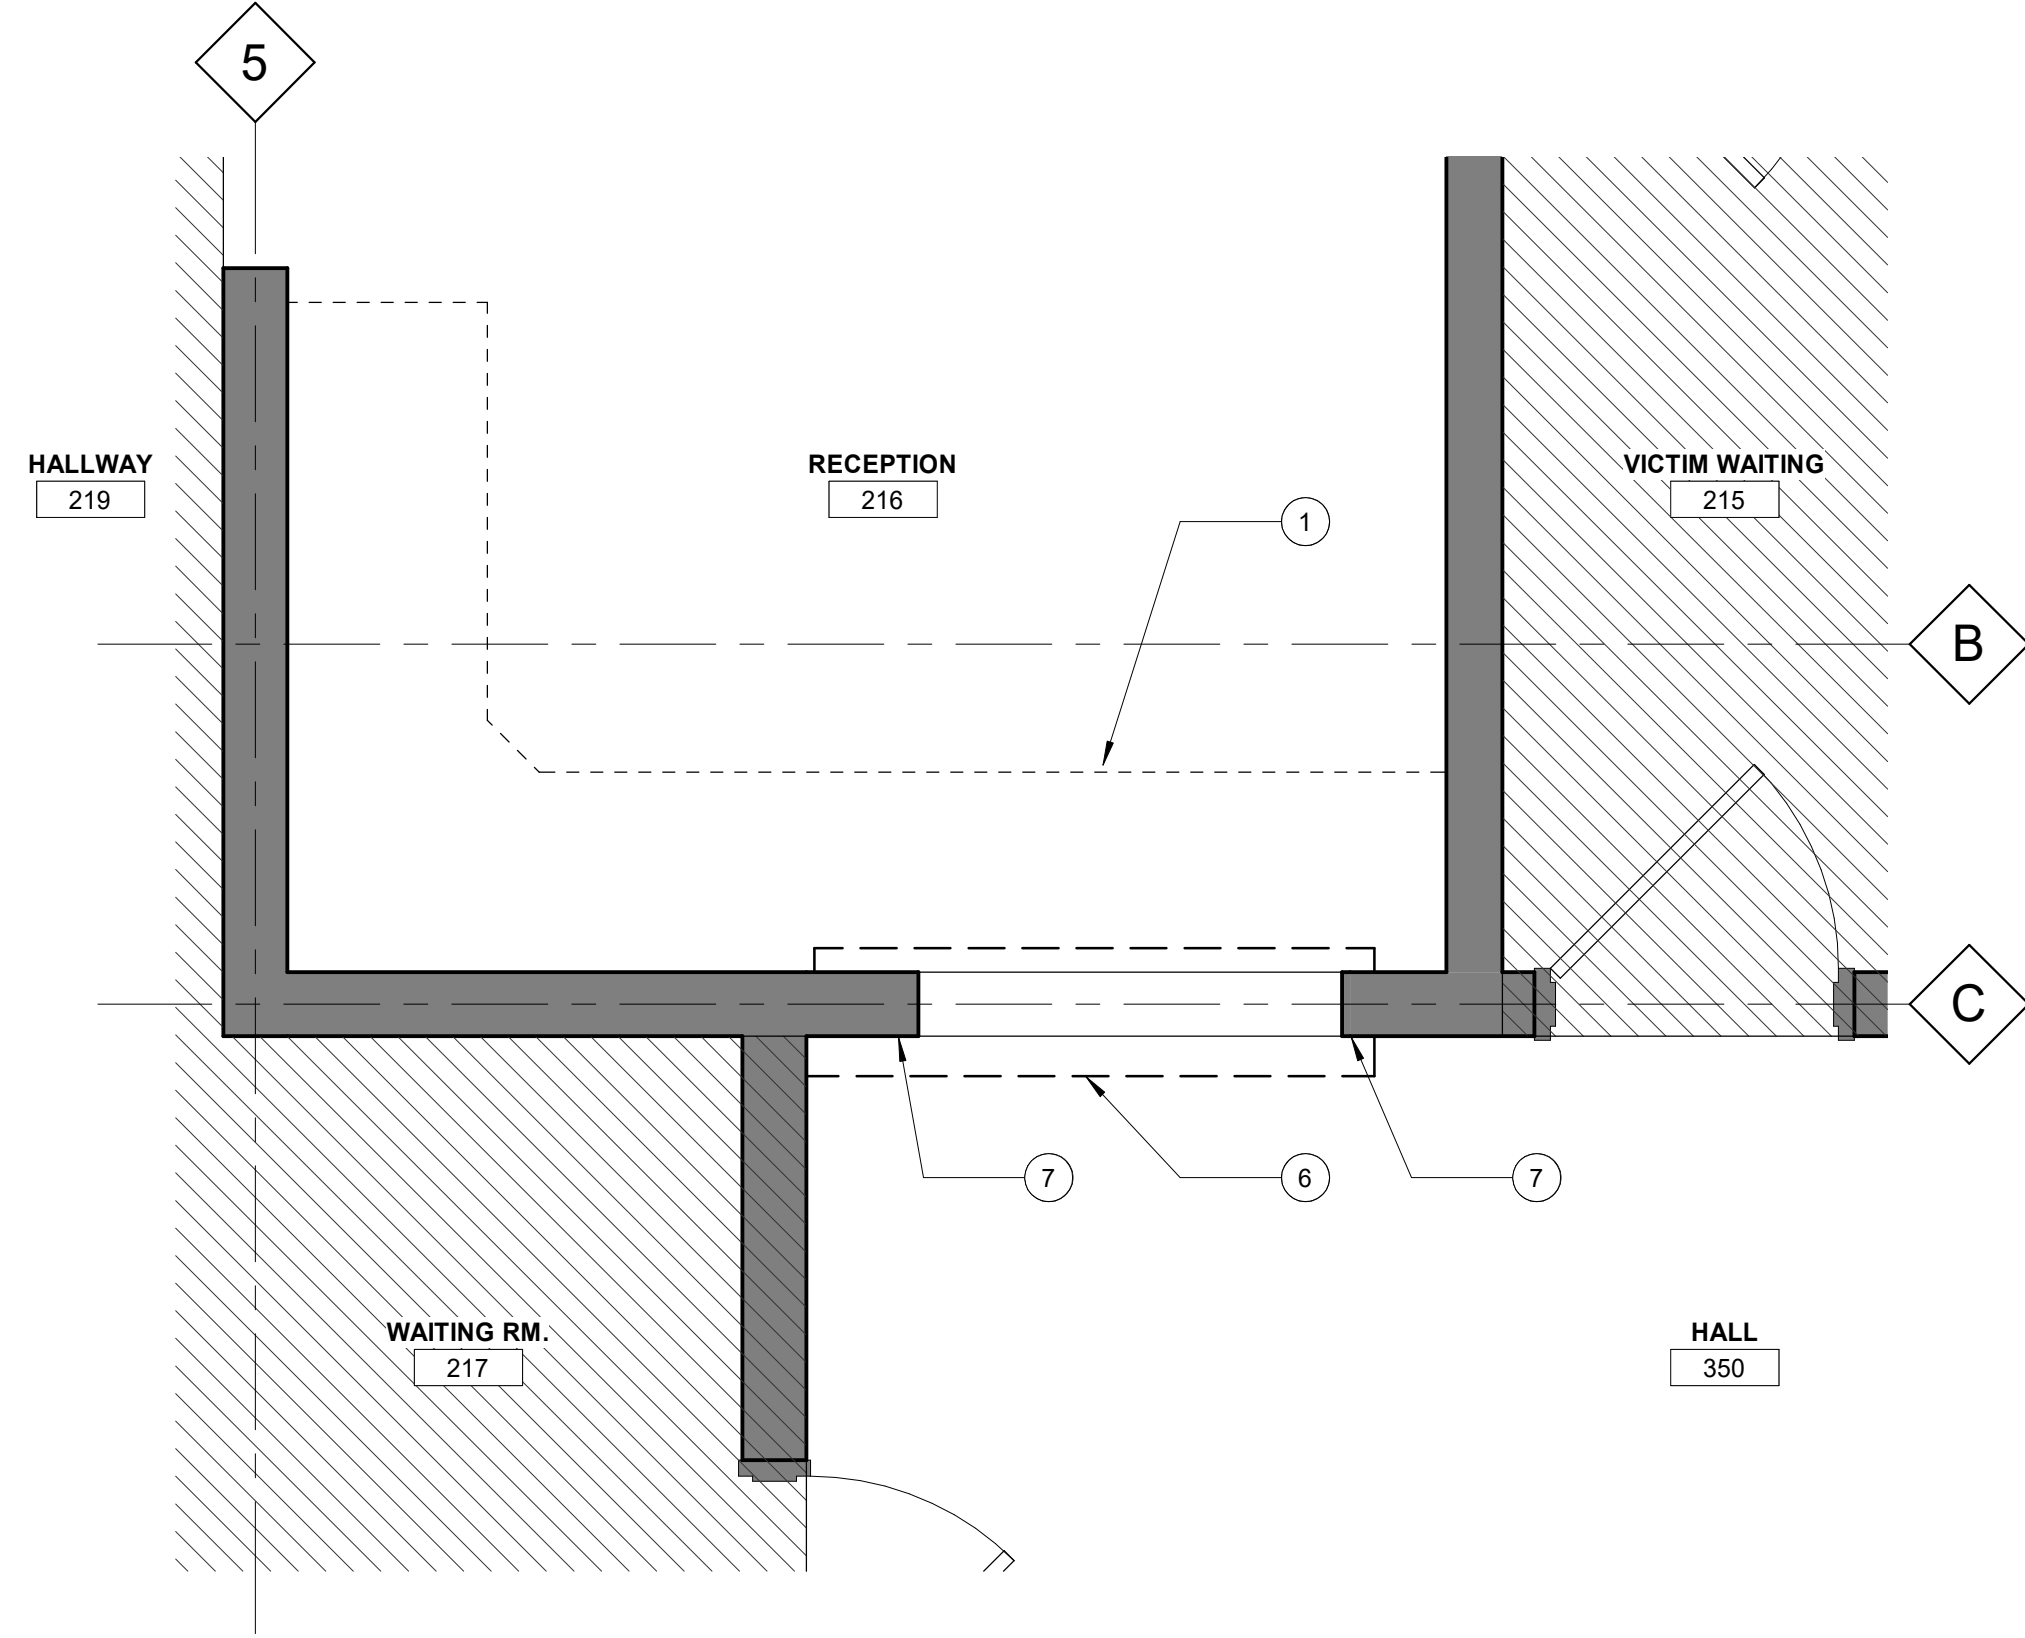 5
HALLWAY
219
RECEPTION
216
VICTIM WAITING
215
1
B
C
7
6
7
WAITING RM.
217
HALL
350